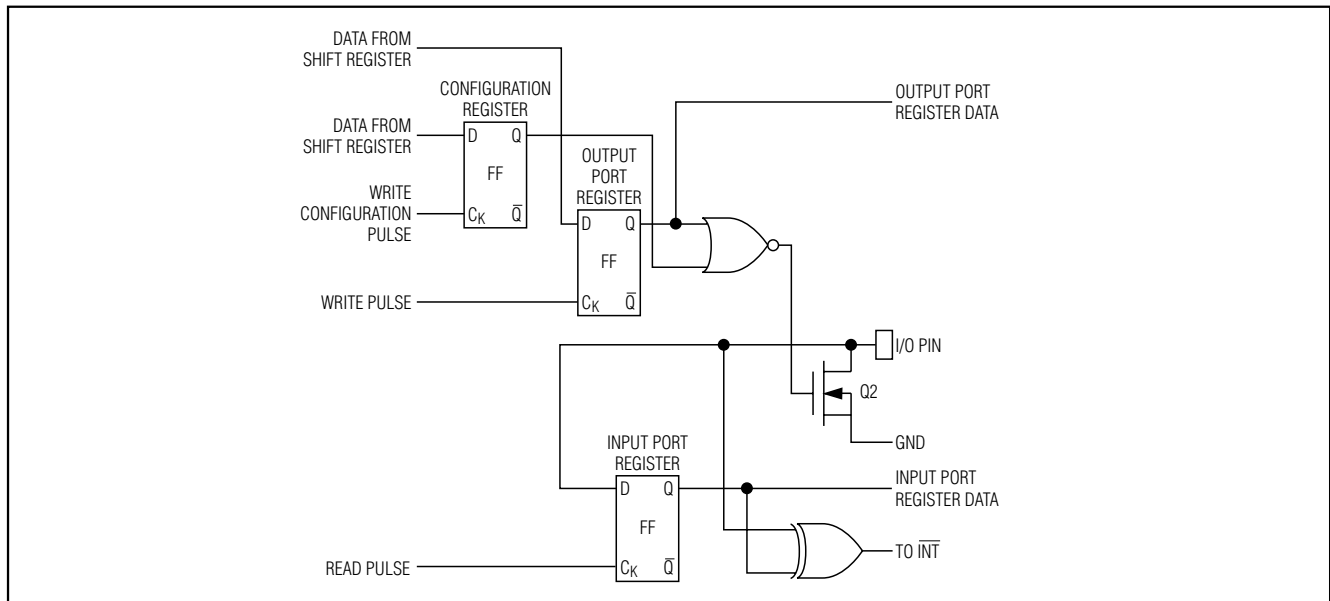 DATA FROM
SHIFT REGISTER
CONFIGURATION
REGISTER
OUTPUT PORT
REGISTER DATA
DATA FROM
SHIFT REGISTER
D Q
FF
CK Q̅
WRITE
CONFIGURATION
PULSE
OUTPUT
PORT
REGISTER
D Q
FF
CK Q̅
WRITE PULSE
I/O PIN
Q2
GND
INPUT PORT
REGISTER
D Q
FF
CK Q̅
INPUT PORT
REGISTER DATA
TO I̅N̅T̅
READ PULSE